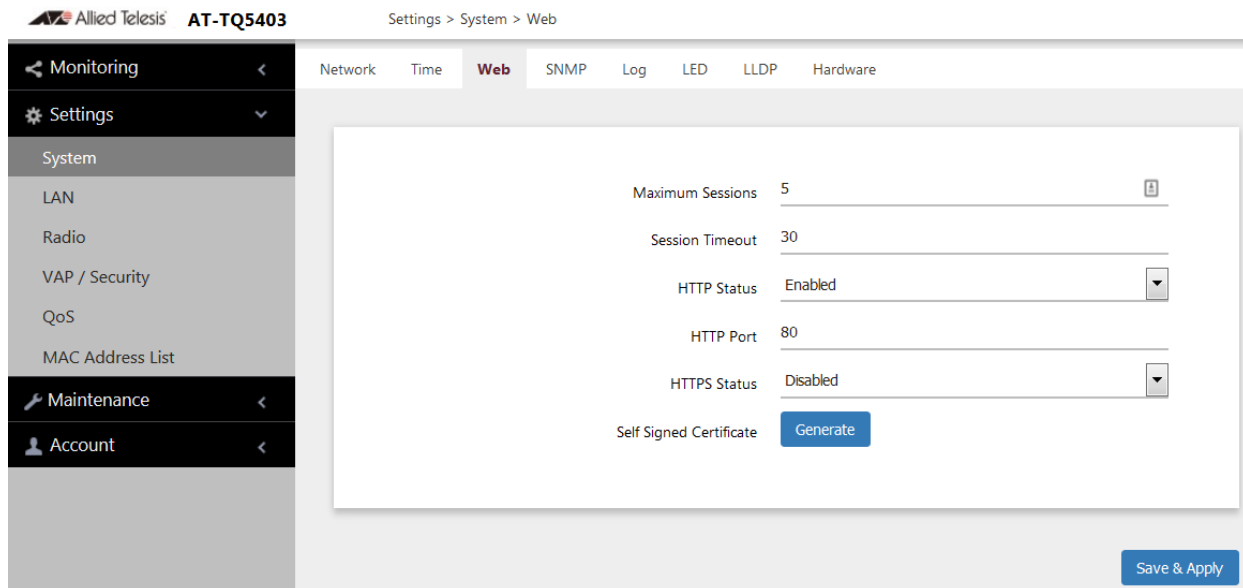 Allied Telesis AT-TQ5403 Settings > System > Web
Monitoring
Settings
System
LAN
Radio
VAP / Security
QoS
MAC Address List
Maintenance
Account
Network Time Web SNMP Log LED LLDP Hardware
Maximum Sessions 5
Session Timeout 30
HTTP Status Enabled
HTTP Port 80
HTTPS Status Disabled
Self Signed Certificate Generate
Save & Apply